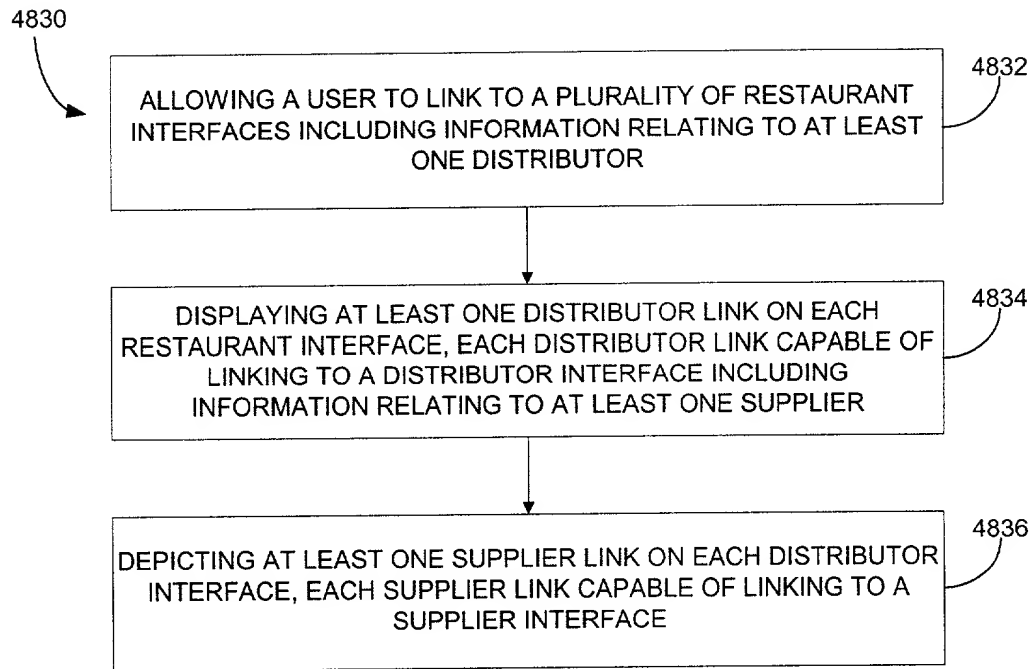 4830
4832
ALLOWING A USER TO LINK TO A PLURALITY OF RESTAURANT
INTERFACES INCLUDING INFORMATION RELATING TO AT LEAST
ONE DISTRIBUTOR
4834
DISPLAYING AT LEAST ONE DISTRIBUTOR LINK ON EACH
RESTAURANT INTERFACE, EACH DISTRIBUTOR LINK CAPABLE OF
LINKING TO A DISTRIBUTOR INTERFACE INCLUDING
INFORMATION RELATING TO AT LEAST ONE SUPPLIER
4836
DEPICTING AT LEAST ONE SUPPLIER LINK ON EACH DISTRIBUTOR
INTERFACE, EACH SUPPLIER LINK CAPABLE OF LINKING TO A
SUPPLIER INTERFACE